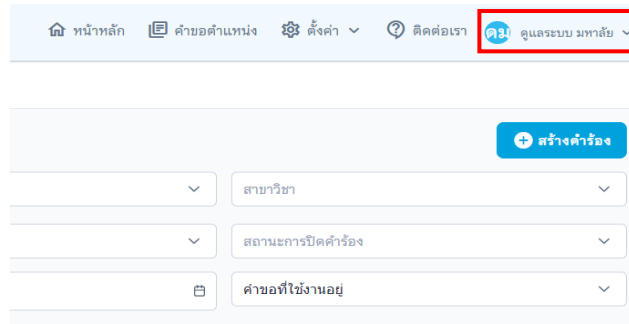 หน้าหลัก คำขอตำแหน่ง ตั้งค่า ติดต่อเรา ดม ดูแลระบบ มหาลัย
สร้างคำร้อง
สาขาวิชา
สถานะการปิดคำร้อง
คำขอที่ใช้งานอยู่